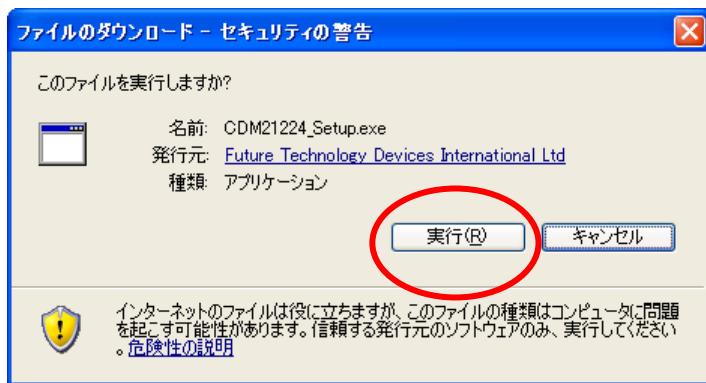 ファイルのダウンロード - セキュリティの警告
このファイルを実行しますか?
名前: CDM21224_Setup.exe
発行元: Future Technology Devices International Ltd
種類: アプリケーション
実行(R) キャンセル
インターネットのファイルは役に立ちますが、このファイルの種類はコンピュータに問題
を起こす可能性があります。信頼する発行元のソフトウェアのみ、実行してください
。危険性の説明